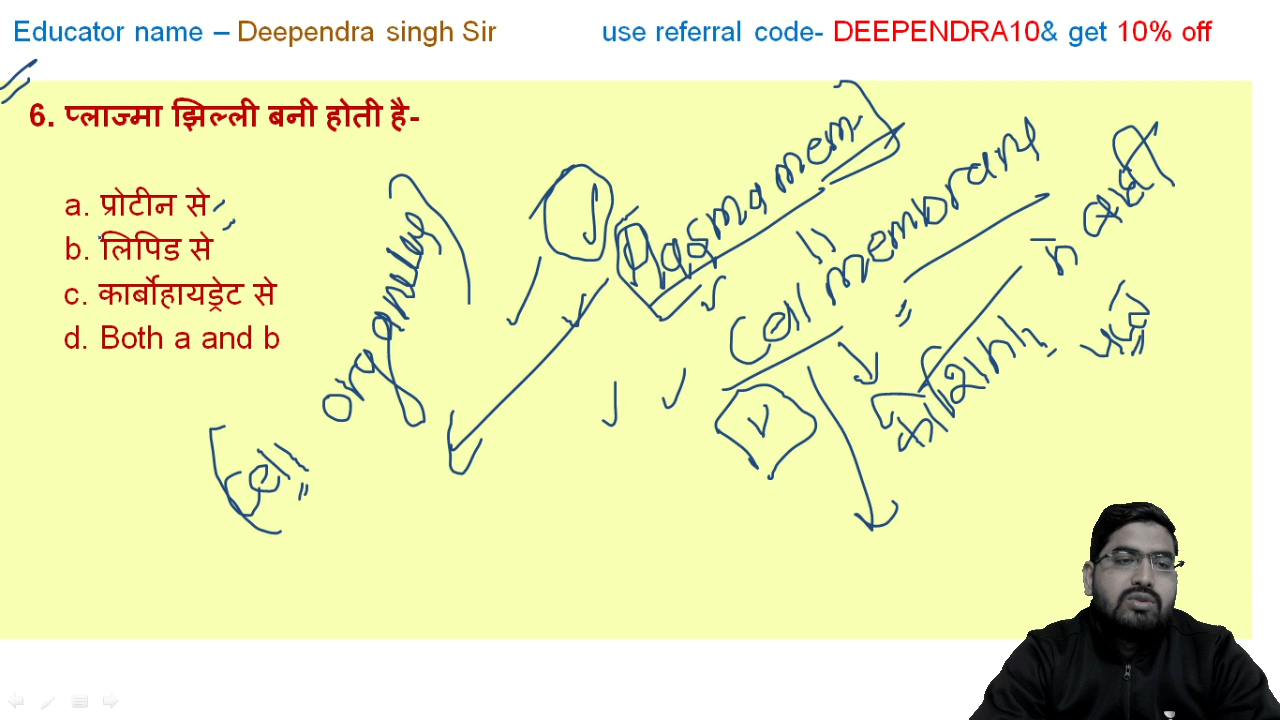 Educator name – Deependra singh Sir use referral code- DEEPENDRA10& get 10% off
6. प्लाज्मा झिल्ली बनी होती है-
a. प्रोटीन से
b. लिपिड से
c. कार्बोहायड्रेट से
d. Both a and b
Plasma mem
Cell membrane
Cell organelles